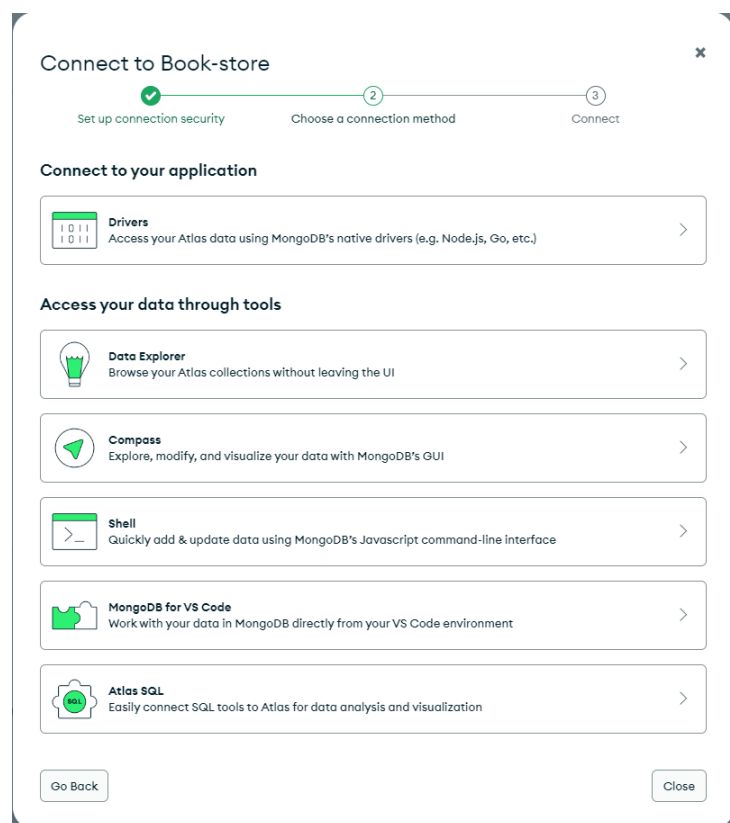 Connect to Book-store
2
3
Set up connection security
Choose a connection method
Connect
Connect to your application
Drivers
Access your Atlas data using MongoDB's native drivers (e.g. Node.js, Go, etc.)
Access your data through tools
Data Explorer
Browse your Atlas collections without leaving the UI
Compass
Explore, modify, and visualize your data with MongoDB's GUI
Shell
Quickly add & update data using MongoDB's Javascript command-line interface
MongoDB for VS Code
Work with your data in MongoDB directly from your VS Code environment
SQL
Atlas SQL
Easily connect SQL tools to Atlas for data analysis and visualization
Go Back
Close